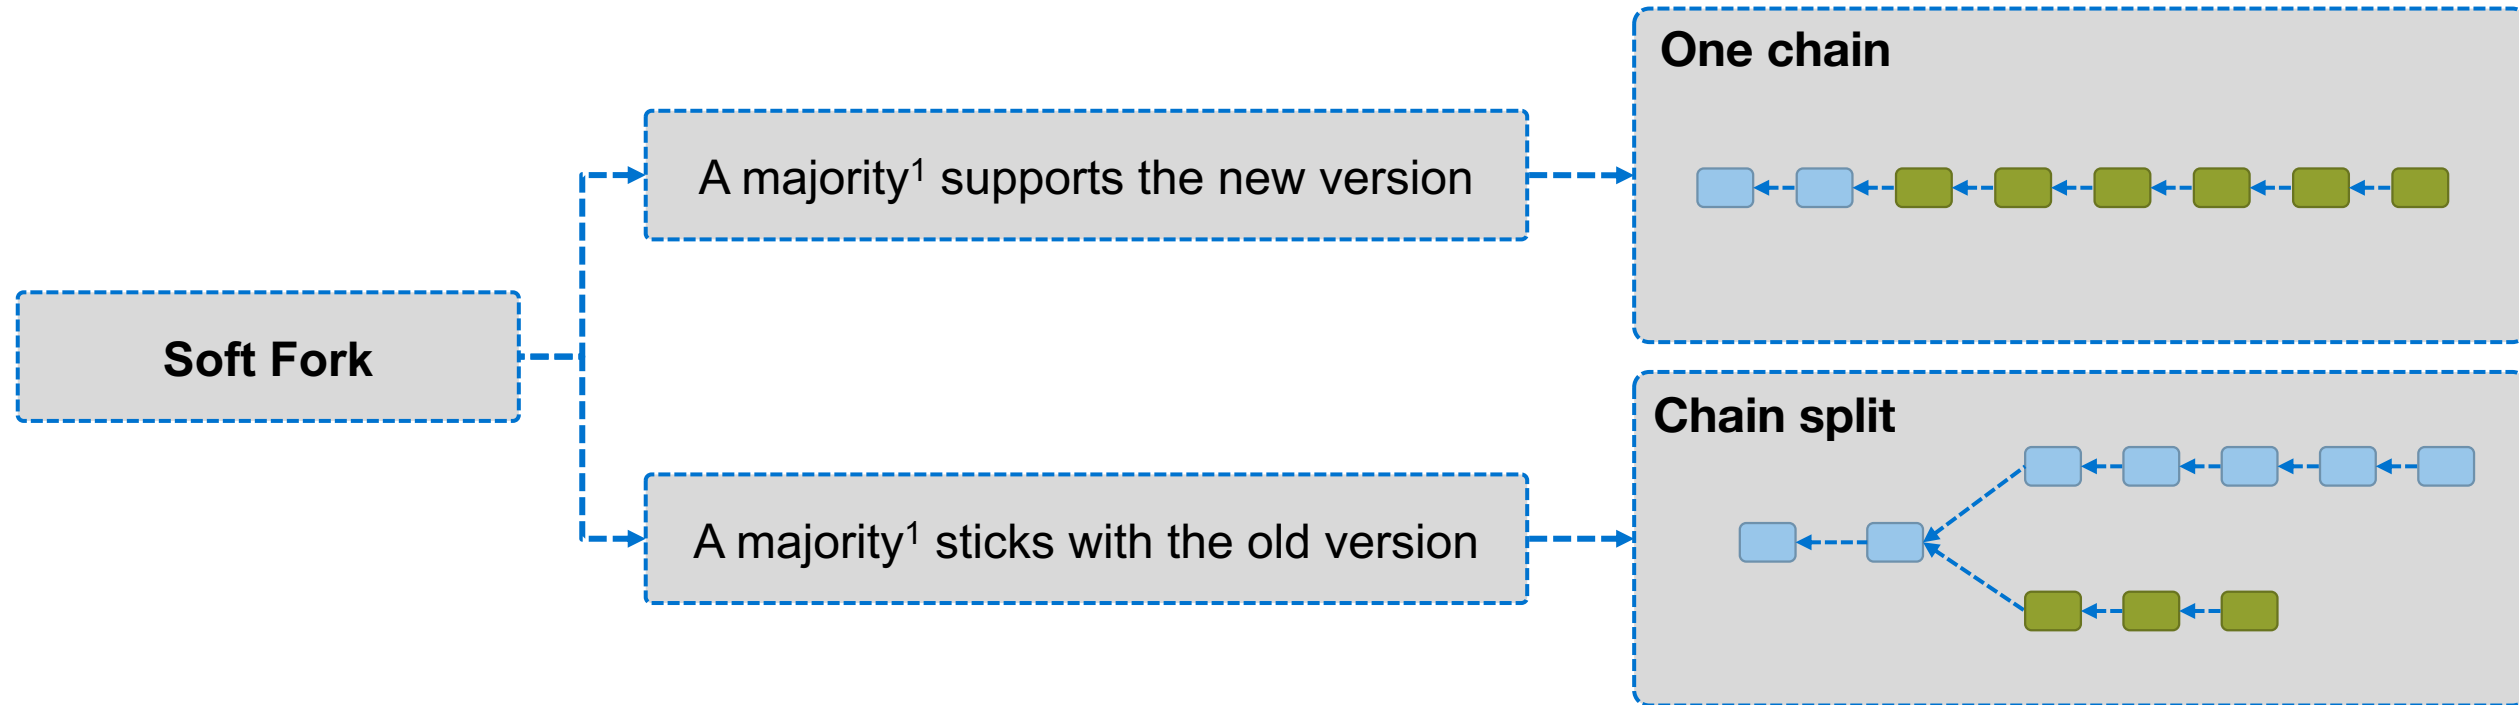 One chain
A majority¹ supports the new version
Soft Fork
Chain split
A majority¹ sticks with the old version